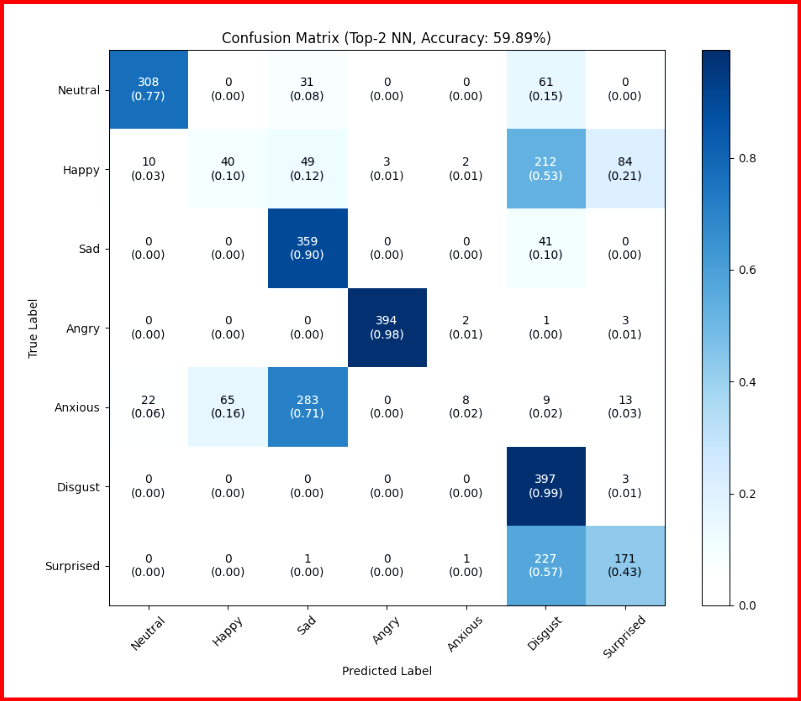 Confusion Matrix (Top-2 NN, Accuracy: 59.89%)
True Label
Neutral
308 0 31 0 0 61 0
(0.77) (0.00) (0.08) (0.00) (0.00) (0.15) (0.00)
Happy
10 40 49 3 2 212 84
(0.03) (0.10) (0.12) (0.01) (0.01) (0.53) (0.21)
Sad
0 0 359 0 0 41 0
(0.00) (0.00) (0.90) (0.00) (0.00) (0.10) (0.00)
Angry
0 0 0 394 2 1 3
(0.00) (0.00) (0.00) (0.98) (0.01) (0.00) (0.01)
Anxious
22 65 283 0 8 9 13
(0.06) (0.16) (0.71) (0.00) (0.02) (0.02) (0.03)
Disgust
0 0 0 0 0 397 3
(0.00) (0.00) (0.00) (0.00) (0.00) (0.99) (0.01)
Surprised
0 0 1 0 1 227 171
(0.00) (0.00) (0.00) (0.00) (0.00) (0.57) (0.43)
Neutral Happy Sad Angry Anxious Disgust Surprised
Predicted Label
0.8
0.6
0.4
0.2
0.0